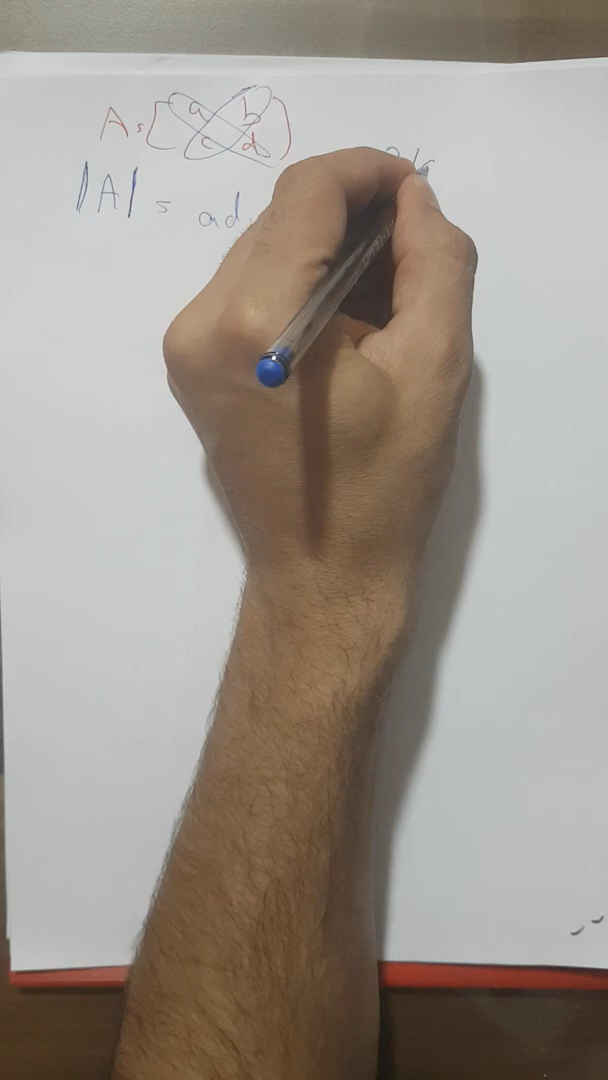 A = [ a b
c d ]
|A| = ad